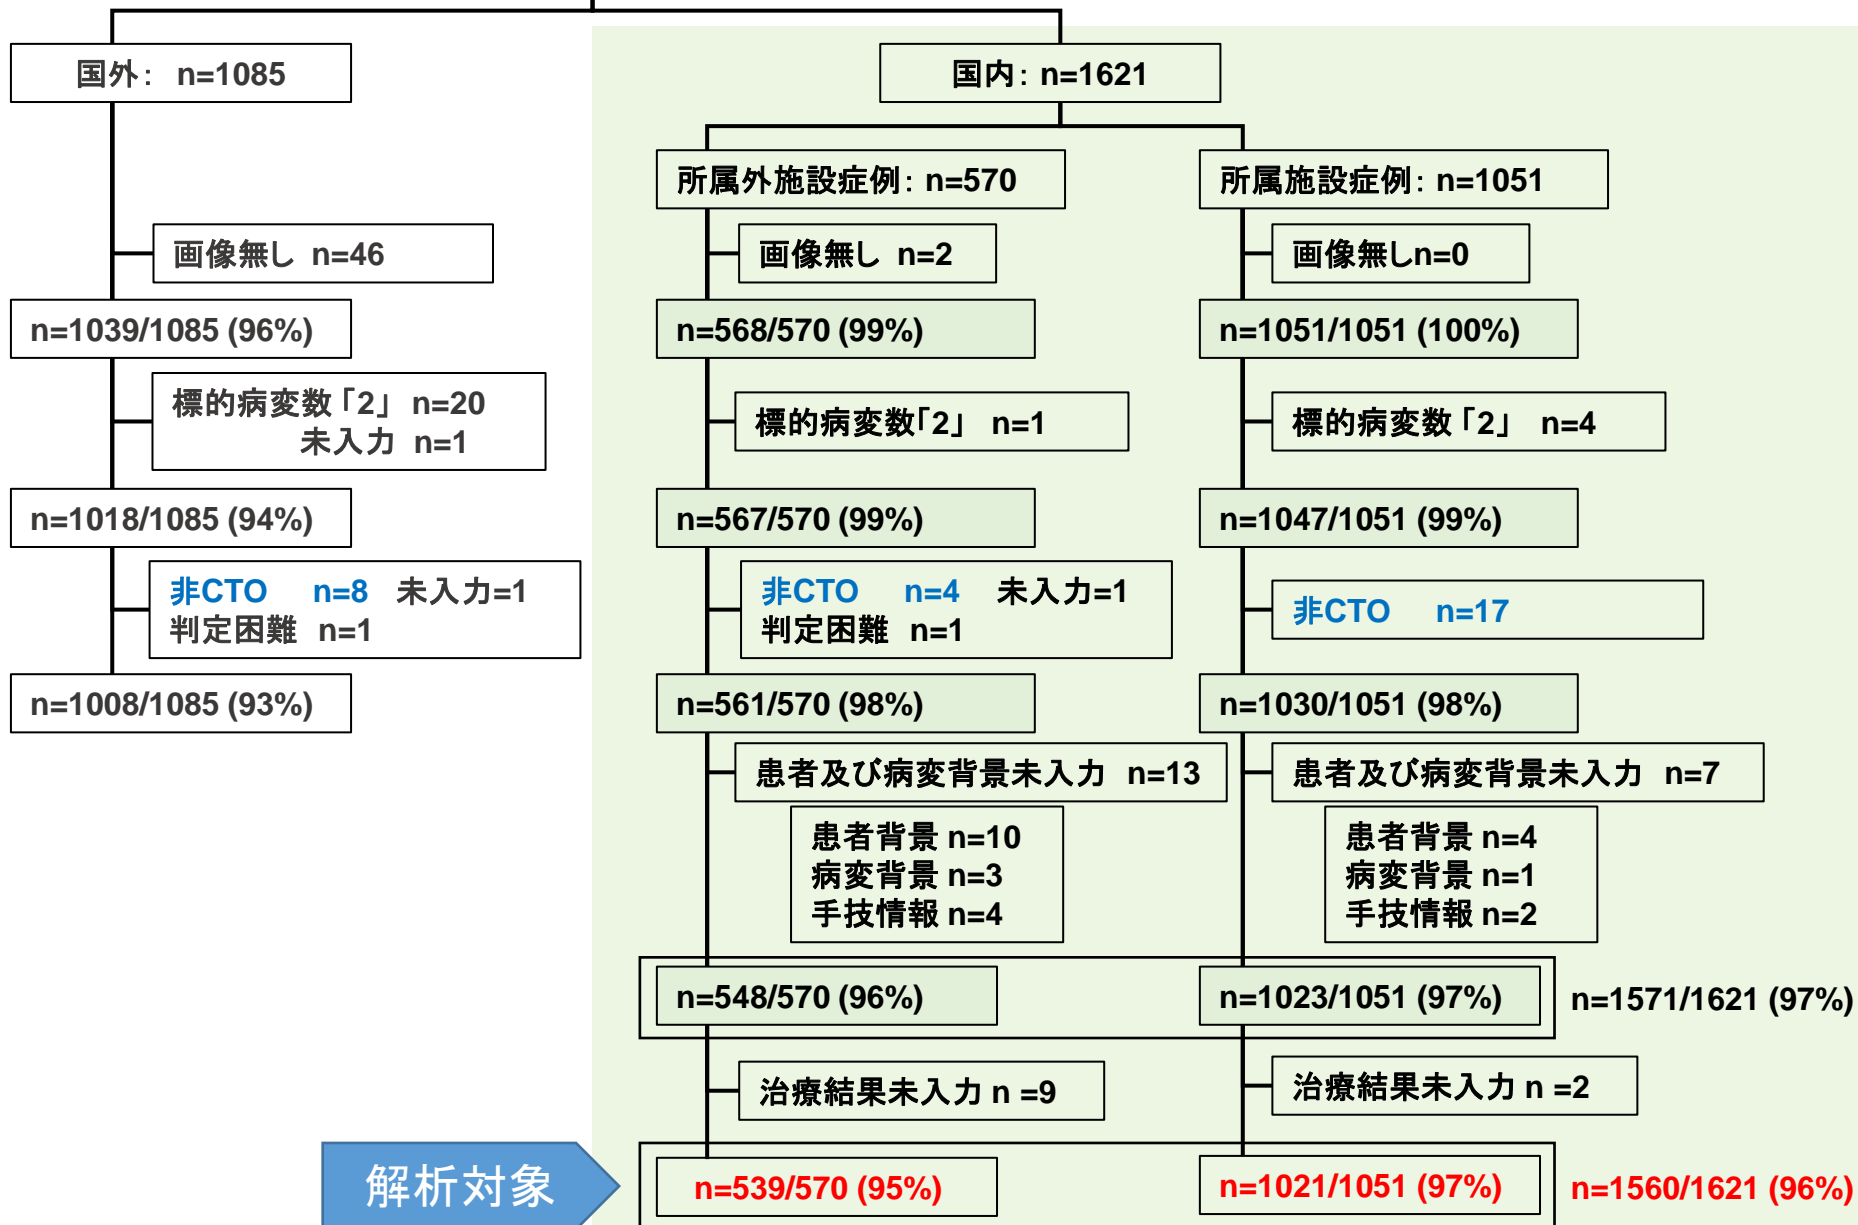 国外： n=1085
国内： n=1621
所属外施設症例： n=570
所属施設症例： n=1051
画像無し n=46
画像無し n=2
画像無しn=0
n=1039/1085 (96%)
n=568/570 (99%)
n=1051/1051 (100%)
標的病変数「2」 n=20
未入力 n=1
標的病変数「2」 n=1
標的病変数「2」 n=4
n=1018/1085 (94%)
n=567/570 (99%)
n=1047/1051 (99%)
非CTO n=8 未入力=1
判定困難 n=1
非CTO n=4 未入力=1
判定困難 n=1
非CTO n=17
n=1008/1085 (93%)
n=561/570 (98%)
n=1030/1051 (98%)
患者及び病変背景未入力 n=13
患者及び病変背景未入力 n=7
患者背景 n=10
病変背景 n=3
手技情報 n=4
患者背景 n=4
病変背景 n=1
手技情報 n=2
n=548/570 (96%)
n=1023/1051 (97%)
n=1571/1621 (97%)
治療結果未入力 n =9
治療結果未入力 n =2
解析対象
n=539/570 (95%)
n=1021/1051 (97%)
n=1560/1621 (96%)